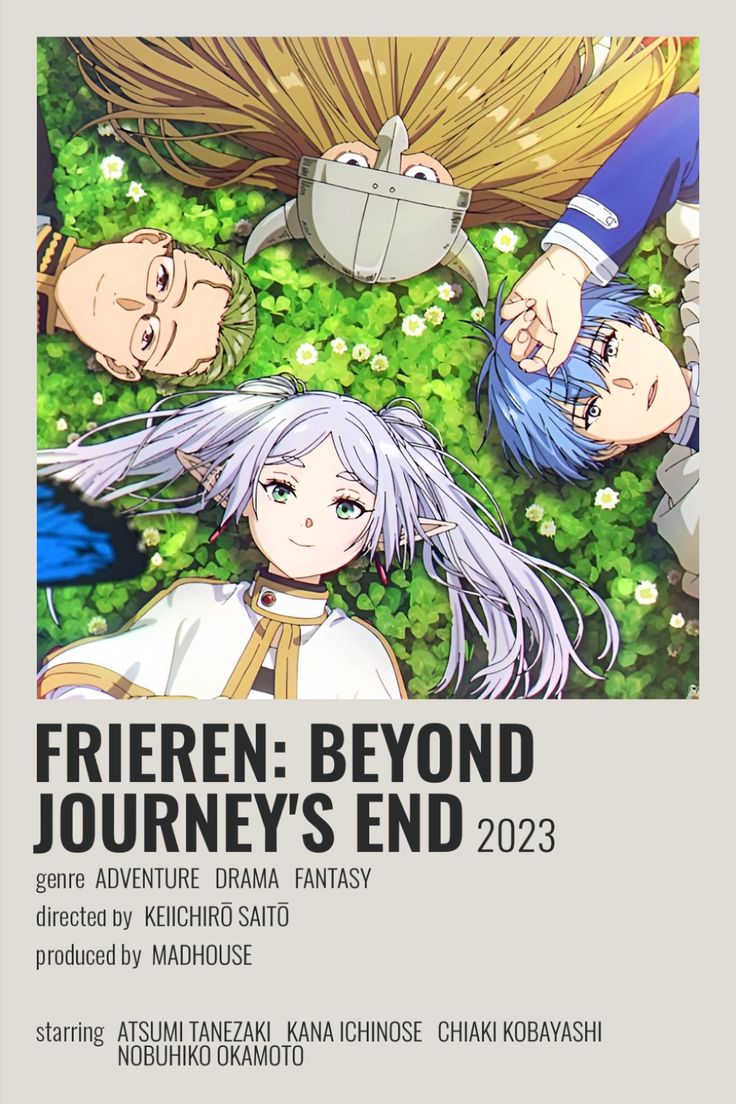 FRIEREN: BEYOND
JOURNEY'S END 2023
genre ADVENTURE DRAMA FANTASY
directed by KEIICHIRŌ SAITŌ
produced by MADHOUSE
starring ATSUMI TANEZAKI KANA ICHINOSE CHIAKI KOBAYASHI
NOBUHIKO OKAMOTO